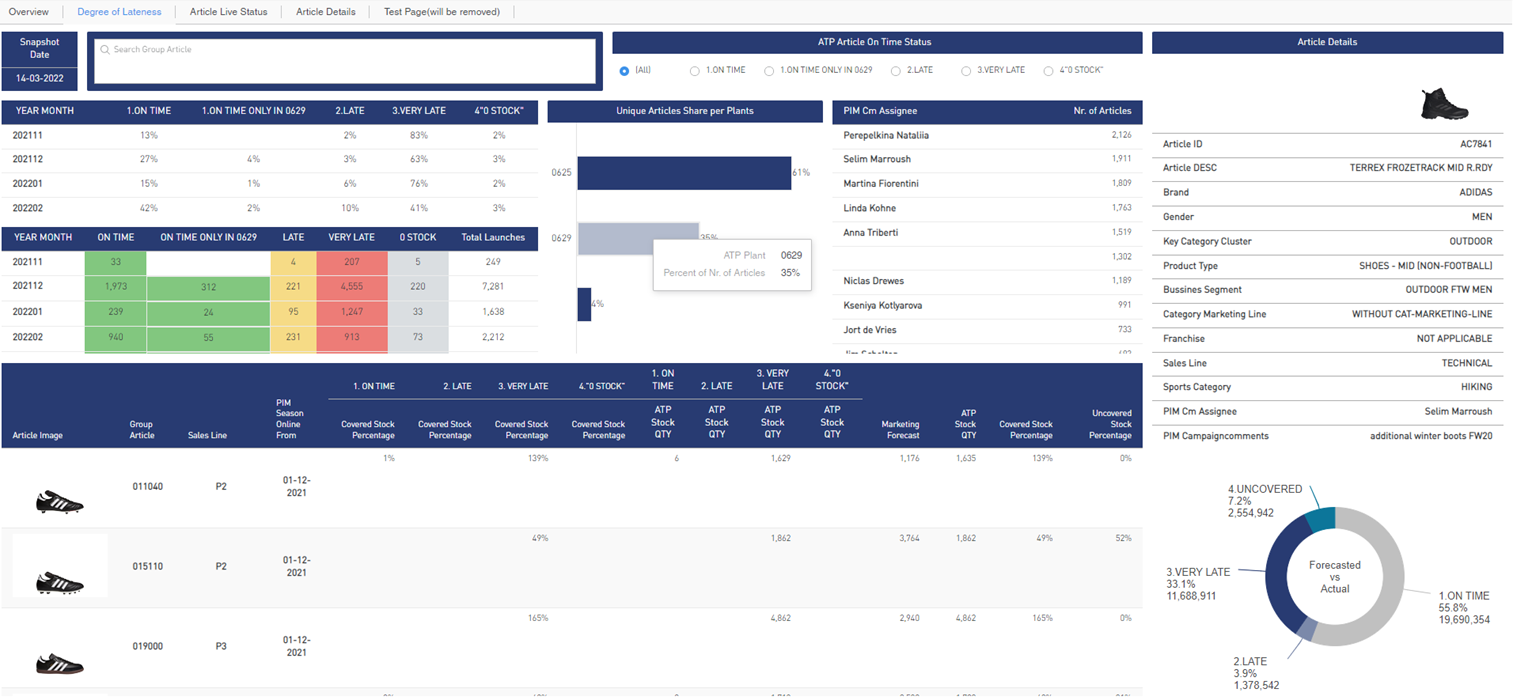 Overview
Degree of Lateness
Article Live Status
Article Details
Test Page(will be removed)
Snapshot
Date
14-03-2022
Search Group Article
ATP Article On Time Status
(All)
1.ON TIME
1.ON TIME ONLY IN 0629
2.LATE
3.VERY LATE
4"0 STOCK"
YEAR MONTH 1.ON TIME 1.ON TIME ONLY IN 0629 2.LATE 3.VERY LATE 4"0 STOCK"
202111 13% 2% 83% 2%
202112 27% 4% 3% 63% 3%
202201 15% 1% 6% 76% 2%
202202 42% 2% 10% 41% 3%
YEAR MONTH ON TIME ON TIME ONLY IN 0629 LATE VERY LATE 0 STOCK Total Launches
202111 33 4 207 5 249
202112 1,973 312 221 4,555 220 7,281
202201 239 24 95 1,247 33 1,638
202202 940 55 231 913 73 2,212
Unique Articles Share per Plants
0625 61%
0629 35%
4%
ATP Plant 0629
Percent of Nr. of Articles 35%
PIM Cm Assignee Nr. of Articles
Perepelkina Nataliia 2,126
Selim Marroush 1,911
Martina Fiorentini 1,809
Linda Kohne 1,763
Anna Triberti 1,519
1,302
Niclas Drewes 1,189
Kseniya Kotlyarova 991
Jort de Vries 733
Article Details
Article ID AC7841
Article DESC TERREX FROZETRACK MID R.RDY
Brand ADIDAS
Gender MEN
Key Category Cluster OUTDOOR
Product Type SHOES - MID (NON-FOOTBALL)
Bussines Segment OUTDOOR FTW MEN
Category Marketing Line WITHOUT CAT-MARKETING-LINE
Franchise NOT APPLICABLE
Sales Line TECHNICAL
Sports Category HIKING
PIM Cm Assignee Selim Marroush
PIM Campaigncomments additional winter boots FW20
1. ON TIME 2. LATE 3. VERY LATE 4."0 STOCK" 1. ON TIME 2. LATE 3. VERY LATE 4."0 STOCK"
Article Image Group Article Sales Line PIM Season Online From Covered Stock Percentage Covered Stock Percentage Covered Stock Percentage Covered Stock Percentage ATP Stock QTY ATP Stock QTY ATP Stock QTY ATP Stock QTY Marketing Forecast ATP Stock QTY Covered Stock Percentage Uncovered Stock Percentage
011040 P2 01-12-2021 1% 139% 6 1,629 1,176 1,635 139% 0%
015110 P2 01-12-2021 49% 1,862 3,764 1,862 49% 52%
019000 P3 01-12-2021 165% 4,862 2,940 4,862 165% 0%
4.UNCOVERED
7.2%
2,554,942
3.VERY LATE
33.1%
11,688,911
Forecasted
vs
Actual
1.ON TIME
55.8%
19,690,354
2.LATE
3.9%
1,378,542